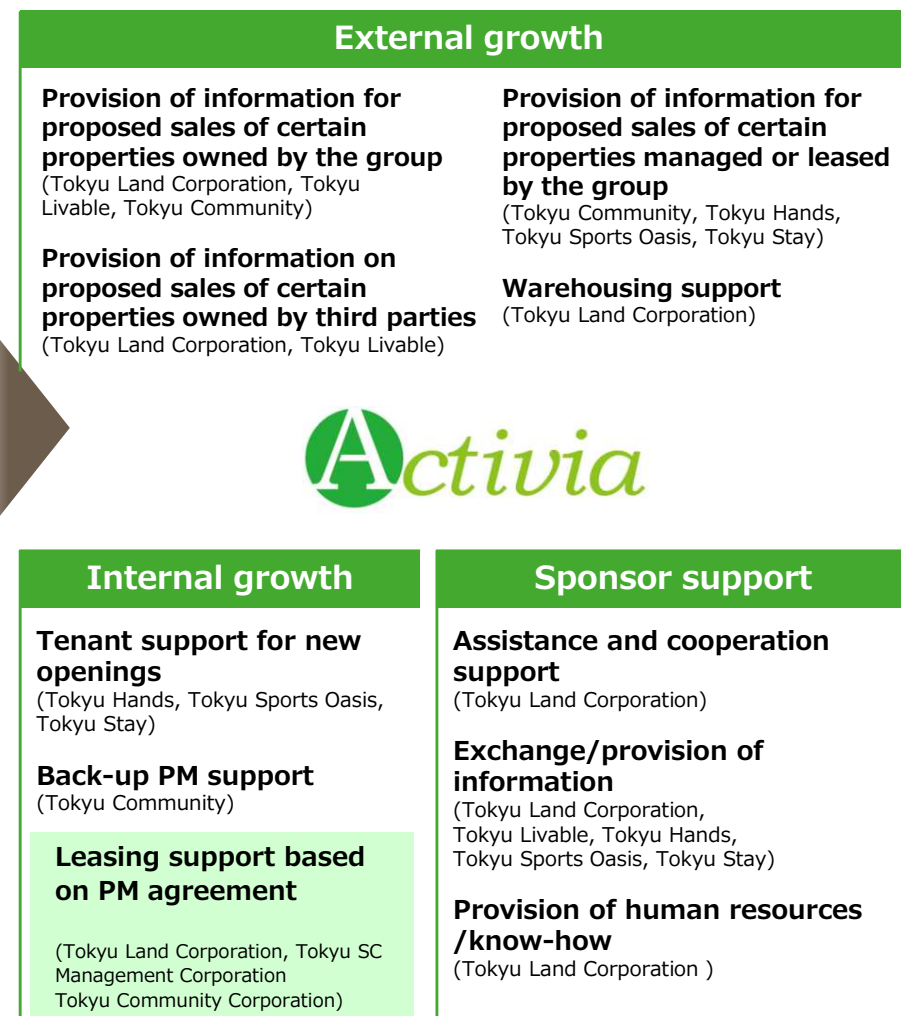 External growth
Provision of information for
proposed sales of certain
properties owned by the group
(Tokyu Land Corporation, Tokyu
Livable, Tokyu Community)
Provision of information on
proposed sales of certain
properties owned by third parties
(Tokyu Land Corporation, Tokyu Livable)
Provision of information for
proposed sales of certain
properties managed or leased
by the group
(Tokyu Community, Tokyu Hands,
Tokyu Sports Oasis, Tokyu Stay)
Warehousing support
(Tokyu Land Corporation)
Activia
Internal growth
Tenant support for new
openings
(Tokyu Hands, Tokyu Sports Oasis,
Tokyu Stay)
Back-up PM support
(Tokyu Community)
Leasing support based
on PM agreement
(Tokyu Land Corporation, Tokyu SC
Management Corporation
Tokyu Community Corporation)
Sponsor support
Assistance and cooperation
support
(Tokyu Land Corporation)
Exchange/provision of
information
(Tokyu Land Corporation,
Tokyu Livable, Tokyu Hands,
Tokyu Sports Oasis, Tokyu Stay)
Provision of human resources
/know-how
(Tokyu Land Corporation )